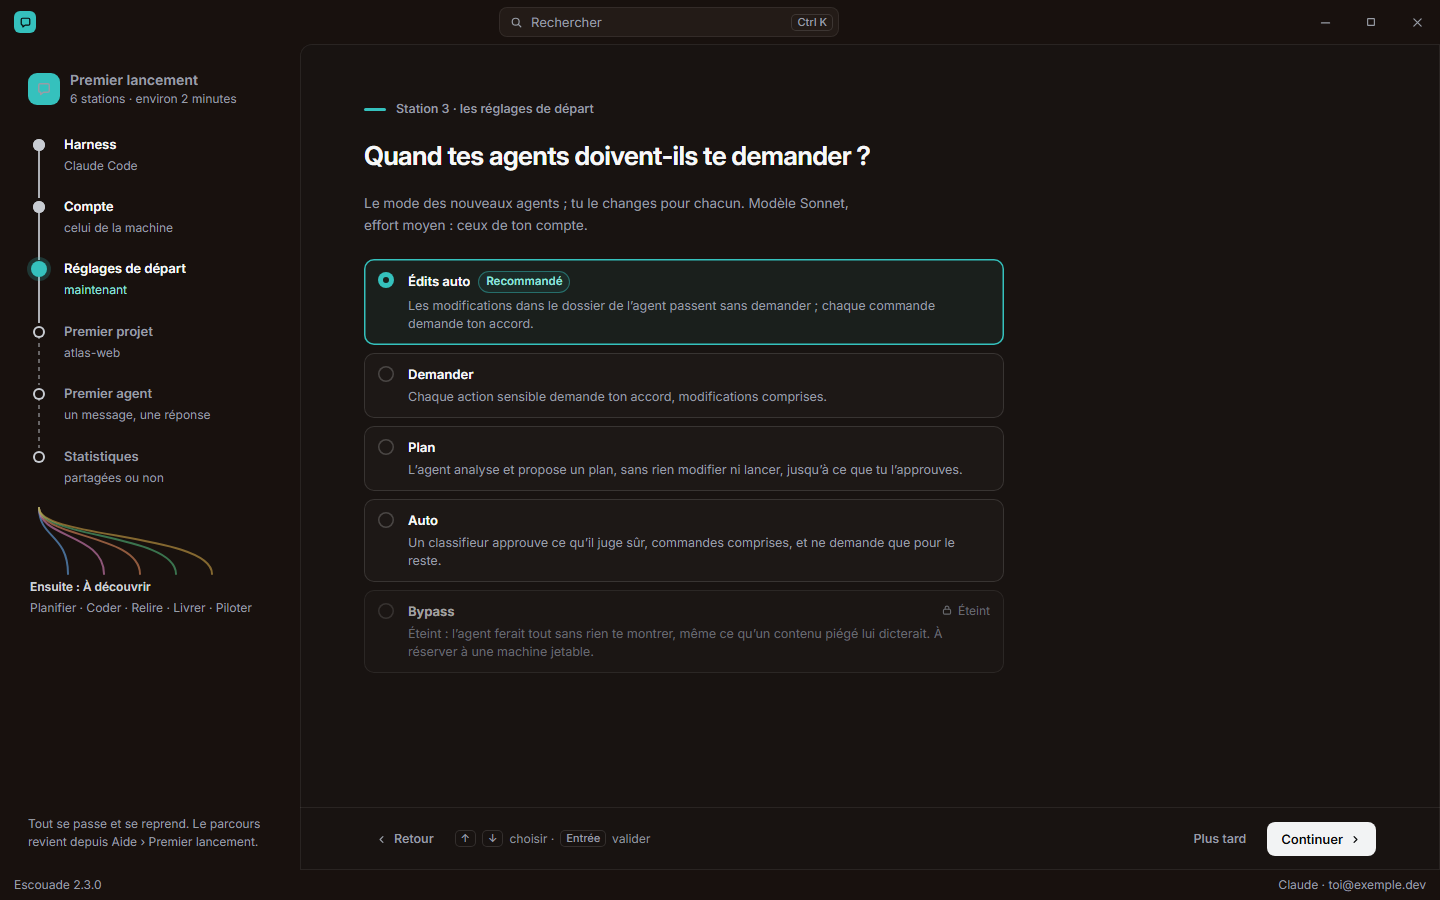 Rechercher
Ctrl K
Premier lancement
6 stations · environ 2 minutes
Harness
Claude Code
Compte
celui de la machine
Réglages de départ
maintenant
Premier projet
atlas-web
Premier agent
un message, une réponse
Statistiques
partagées ou non
Ensuite : À découvrir
Planifier · Coder · Relire · Livrer · Piloter
Tout se passe et se reprend. Le parcours
revient depuis Aide › Premier lancement.
Station 3 · les réglages de départ
Quand tes agents doivent-ils te demander ?
Le mode des nouveaux agents ; tu le changes pour chacun. Modèle Sonnet,
effort moyen : ceux de ton compte.
Édits auto
Recommandé
Les modifications dans le dossier de l’agent passent sans demander ; chaque commande
demande ton accord.
Demander
Chaque action sensible demande ton accord, modifications comprises.
Plan
L’agent analyse et propose un plan, sans rien modifier ni lancer, jusqu’à ce que tu l’approuves.
Auto
Un classifieur approuve ce qu’il juge sûr, commandes comprises, et ne demande que pour le
reste.
Bypass
Éteint
Éteint : l’agent ferait tout sans rien te montrer, même ce qu’un contenu piégé lui dicterait. À
réserver à une machine jetable.
‹ Retour
↑ ↓ choisir · Entrée valider
Plus tard
Continuer ›
Escouade 2.3.0
Claude · toi@exemple.dev